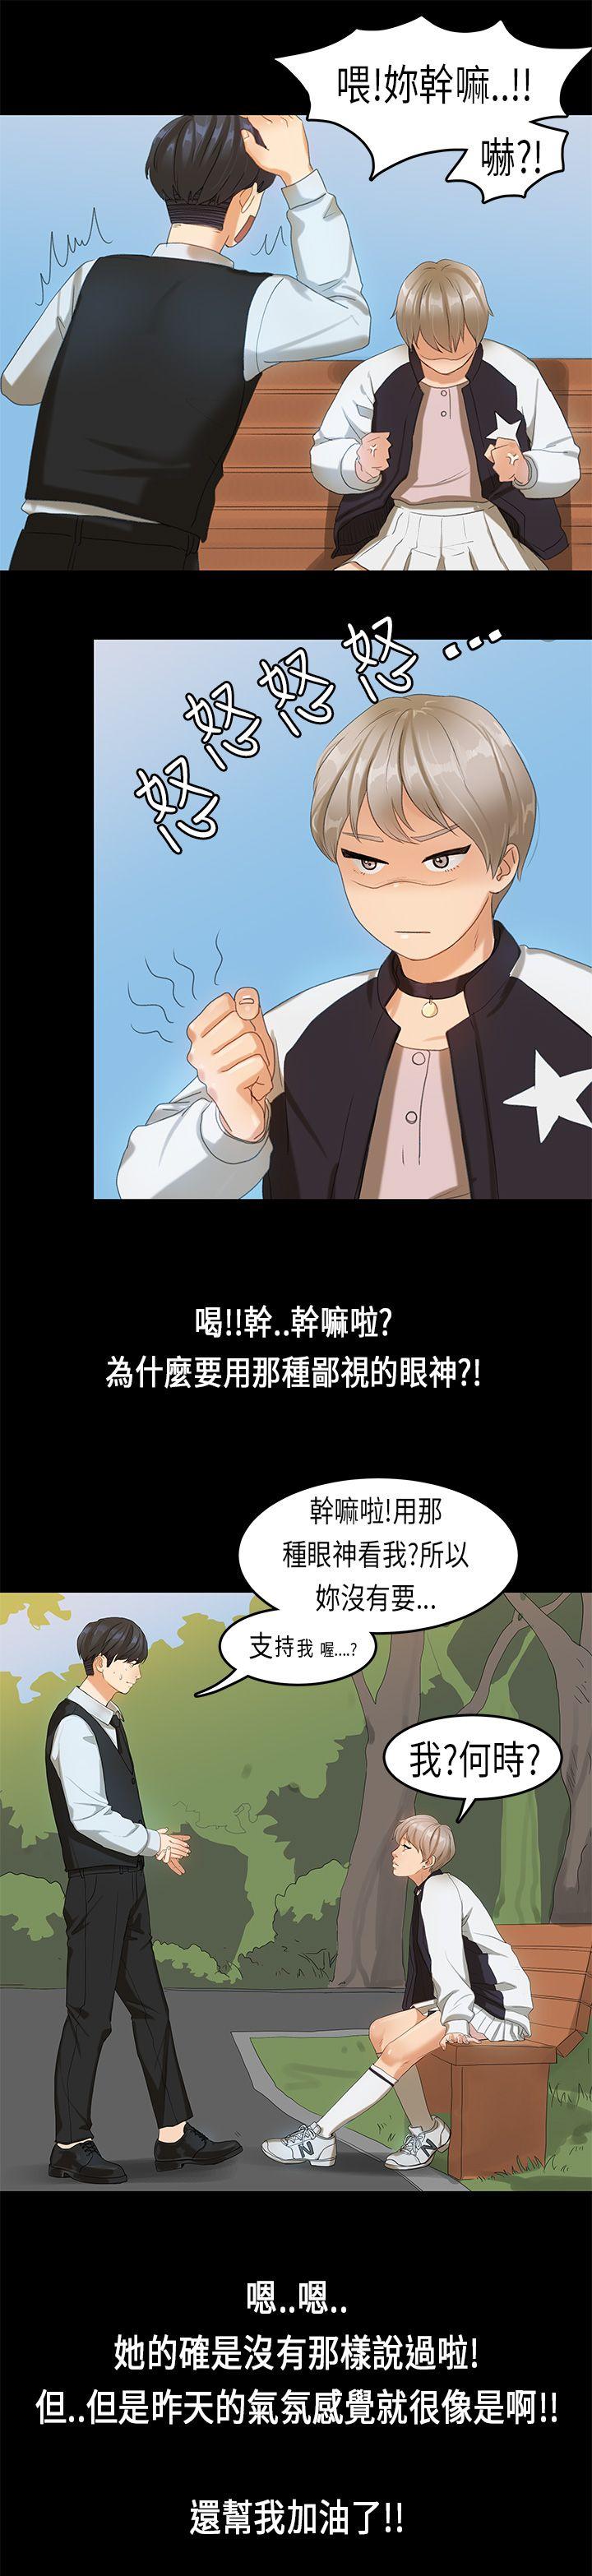 喂!妳幹嘛..!!
嚇?!
怒怒怒怒...
喝!!幹..幹嘛啦?
為什麼要用那種鄙視的眼神?!
幹嘛啦!用那
種眼神看我?所以
妳沒有要...
支持我 喔....?
我?何時?
N
N
嗯..嗯..
她的確是沒有那樣說過啦!
但..但是昨天的氣氛感覺就很像是啊!!
還幫我加油了!!